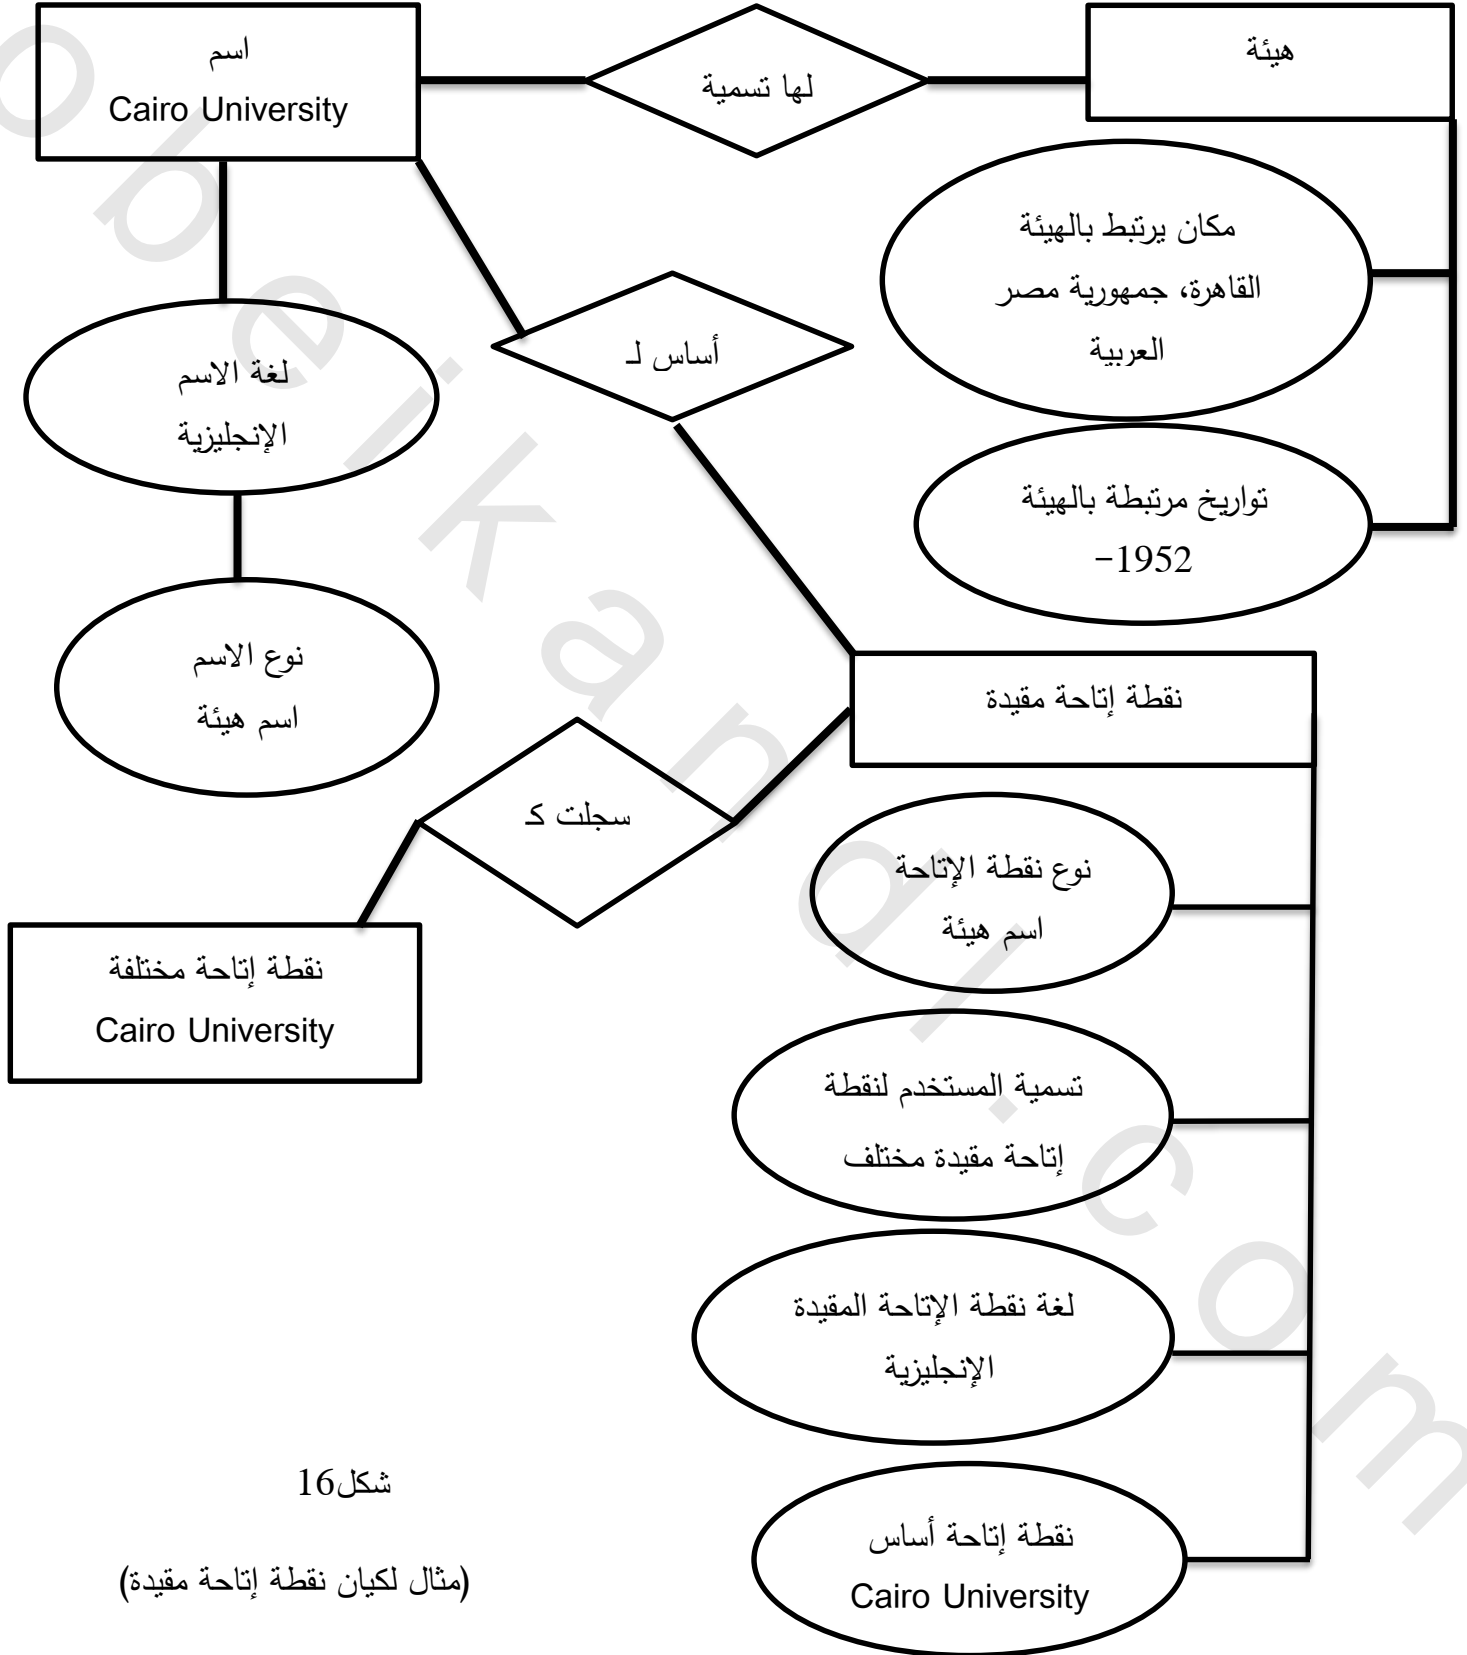 هيئة
لها تسمية
اسم
Cairo University
مكان يرتبط بالهيئة
القاهرة، جمهورية مصر
العربية
أساس لـ
لغة الاسم
الإنجليزية
تواريخ مرتبطة بالهيئة
1952-
نوع الاسم
اسم هيئة
نقطة إتاحة مقيدة
سجلت كـ
نوع نقطة الإتاحة
اسم هيئة
نقطة إتاحة مختلفة
Cairo University
تسمية المستخدم لنقطة
إتاحة مقيدة مختلف
لغة نقطة الإتاحة المقيدة
الإنجليزية
نقطة إتاحة أساس
Cairo University
شكل16
(مثال لكيان نقطة إتاحة مقيدة)
obeikandl.com